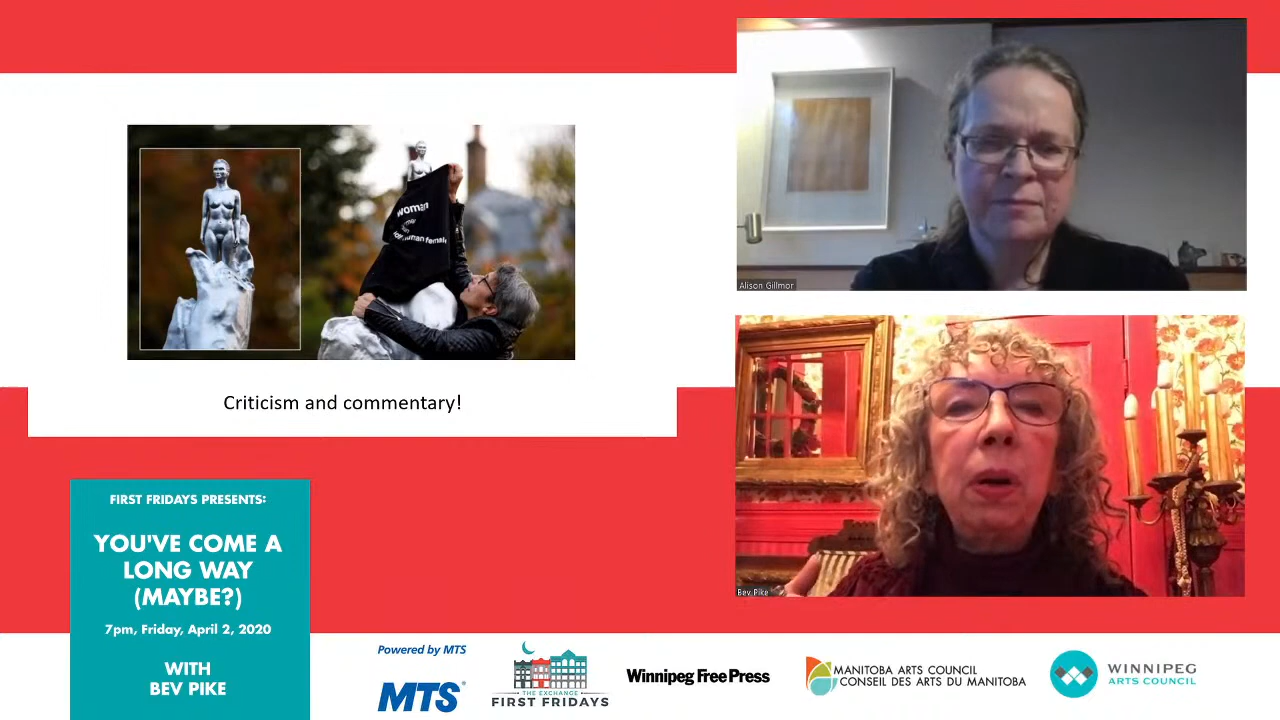 woman
human female
Criticism and commentary!
Alison Gillmor
Bev Pike
FIRST FRIDAYS PRESENTS:
YOU'VE COME A
LONG WAY
(MAYBE?)
7pm, Friday, April 2, 2020
WITH
BEV PIKE
Powered by MTS
MTS
THE EXCHANGE
FIRST FRIDAYS
Winnipeg Free Press
MANITOBA ARTS COUNCIL
CONSEIL DES ARTS DU MANITOBA
WINNIPEG
ARTS COUNCIL